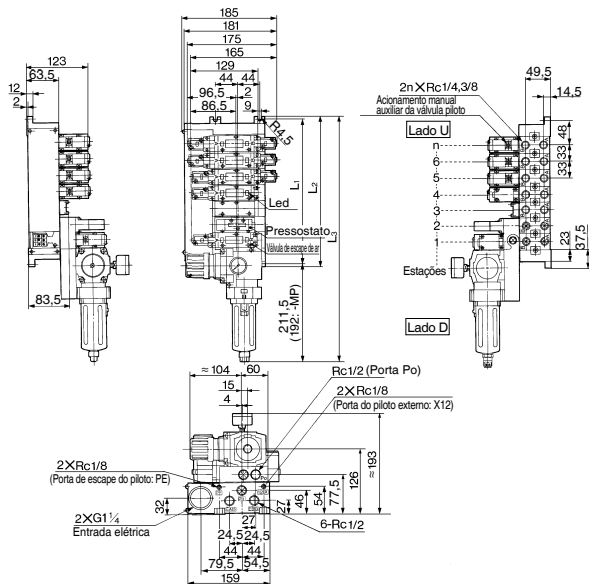 185
181
175
165
129
44 44
96,5 2
86,5 9
R4.5
Led
Pressostato
Válvula de escape de ar
L1
L2
L3
211,5
(192: -MP)
123
63,5
12
2
83,5
49,5
14,5
2n×Rc1/4,3/8
Acionamento manual
auxiliar da válvula piloto
Lado U
n
6
5
4
3
2
1
Estações
Lado D
48
33
33
23
37,5
≈ 104 60
15
4
Rc1/2 (Porta Po)
2×Rc1/8
(Porta do piloto externo: X12)
2×Rc1/8
(Porta de escape do piloto: PE)
2×G1¼
Entrada elétrica
32
27
46
54
77,5
126
≈193
6-Rc1/2
27
24,5 24,5
44 44
79,5 54,5
159